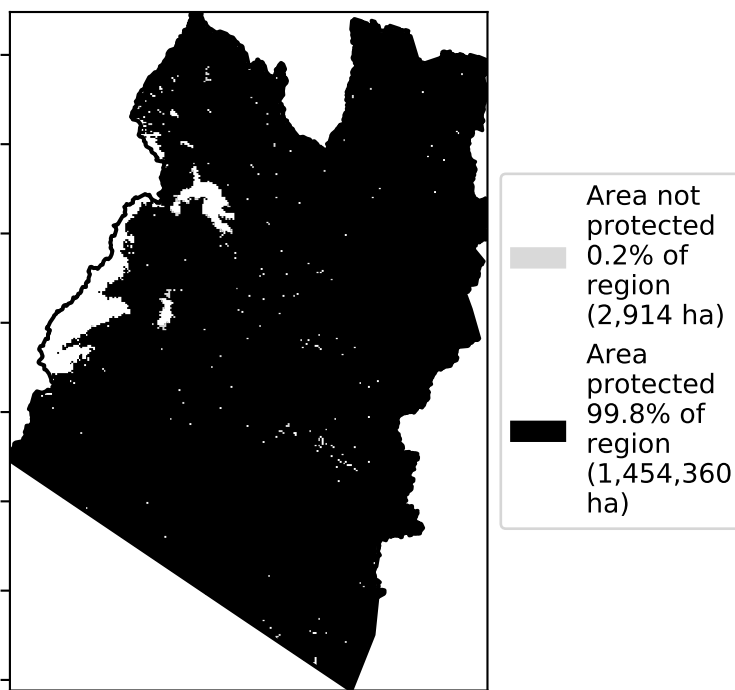 Area not
protected
0.2% of
region
(2,914 ha)
Area
protected
99.8% of
region
(1,454,360
ha)